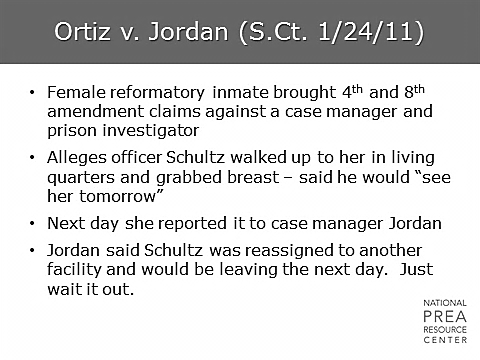 Ortiz v. Jordan (S.Ct. 1/24/11)
• Female reformatory inmate brought 4th and 8th
amendment claims against a case manager and
prison investigator
• Alleges officer Schultz walked up to her in living
quarters and grabbed breast – said he would “see
her tomorrow”
• Next day she reported it to case manager Jordan
• Jordan said Schultz was reassigned to another
facility and would be leaving the next day.  Just
wait it out.
NATIONAL
PREA
RESOURCE
CENTER